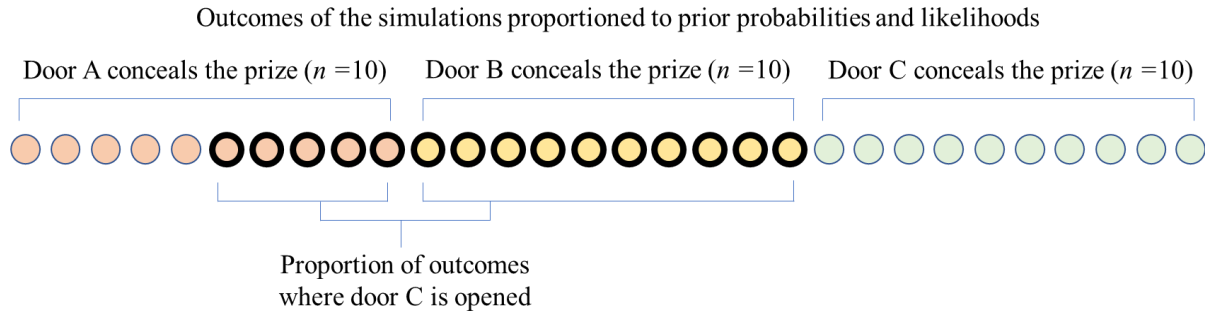 Outcomes of the simulations proportioned to prior probabilities and likelihoods
Door A conceals the prize (n =10)
Door B conceals the prize (n =10)
Door C conceals the prize (n =10)
Proportion of outcomes
where door C is opened